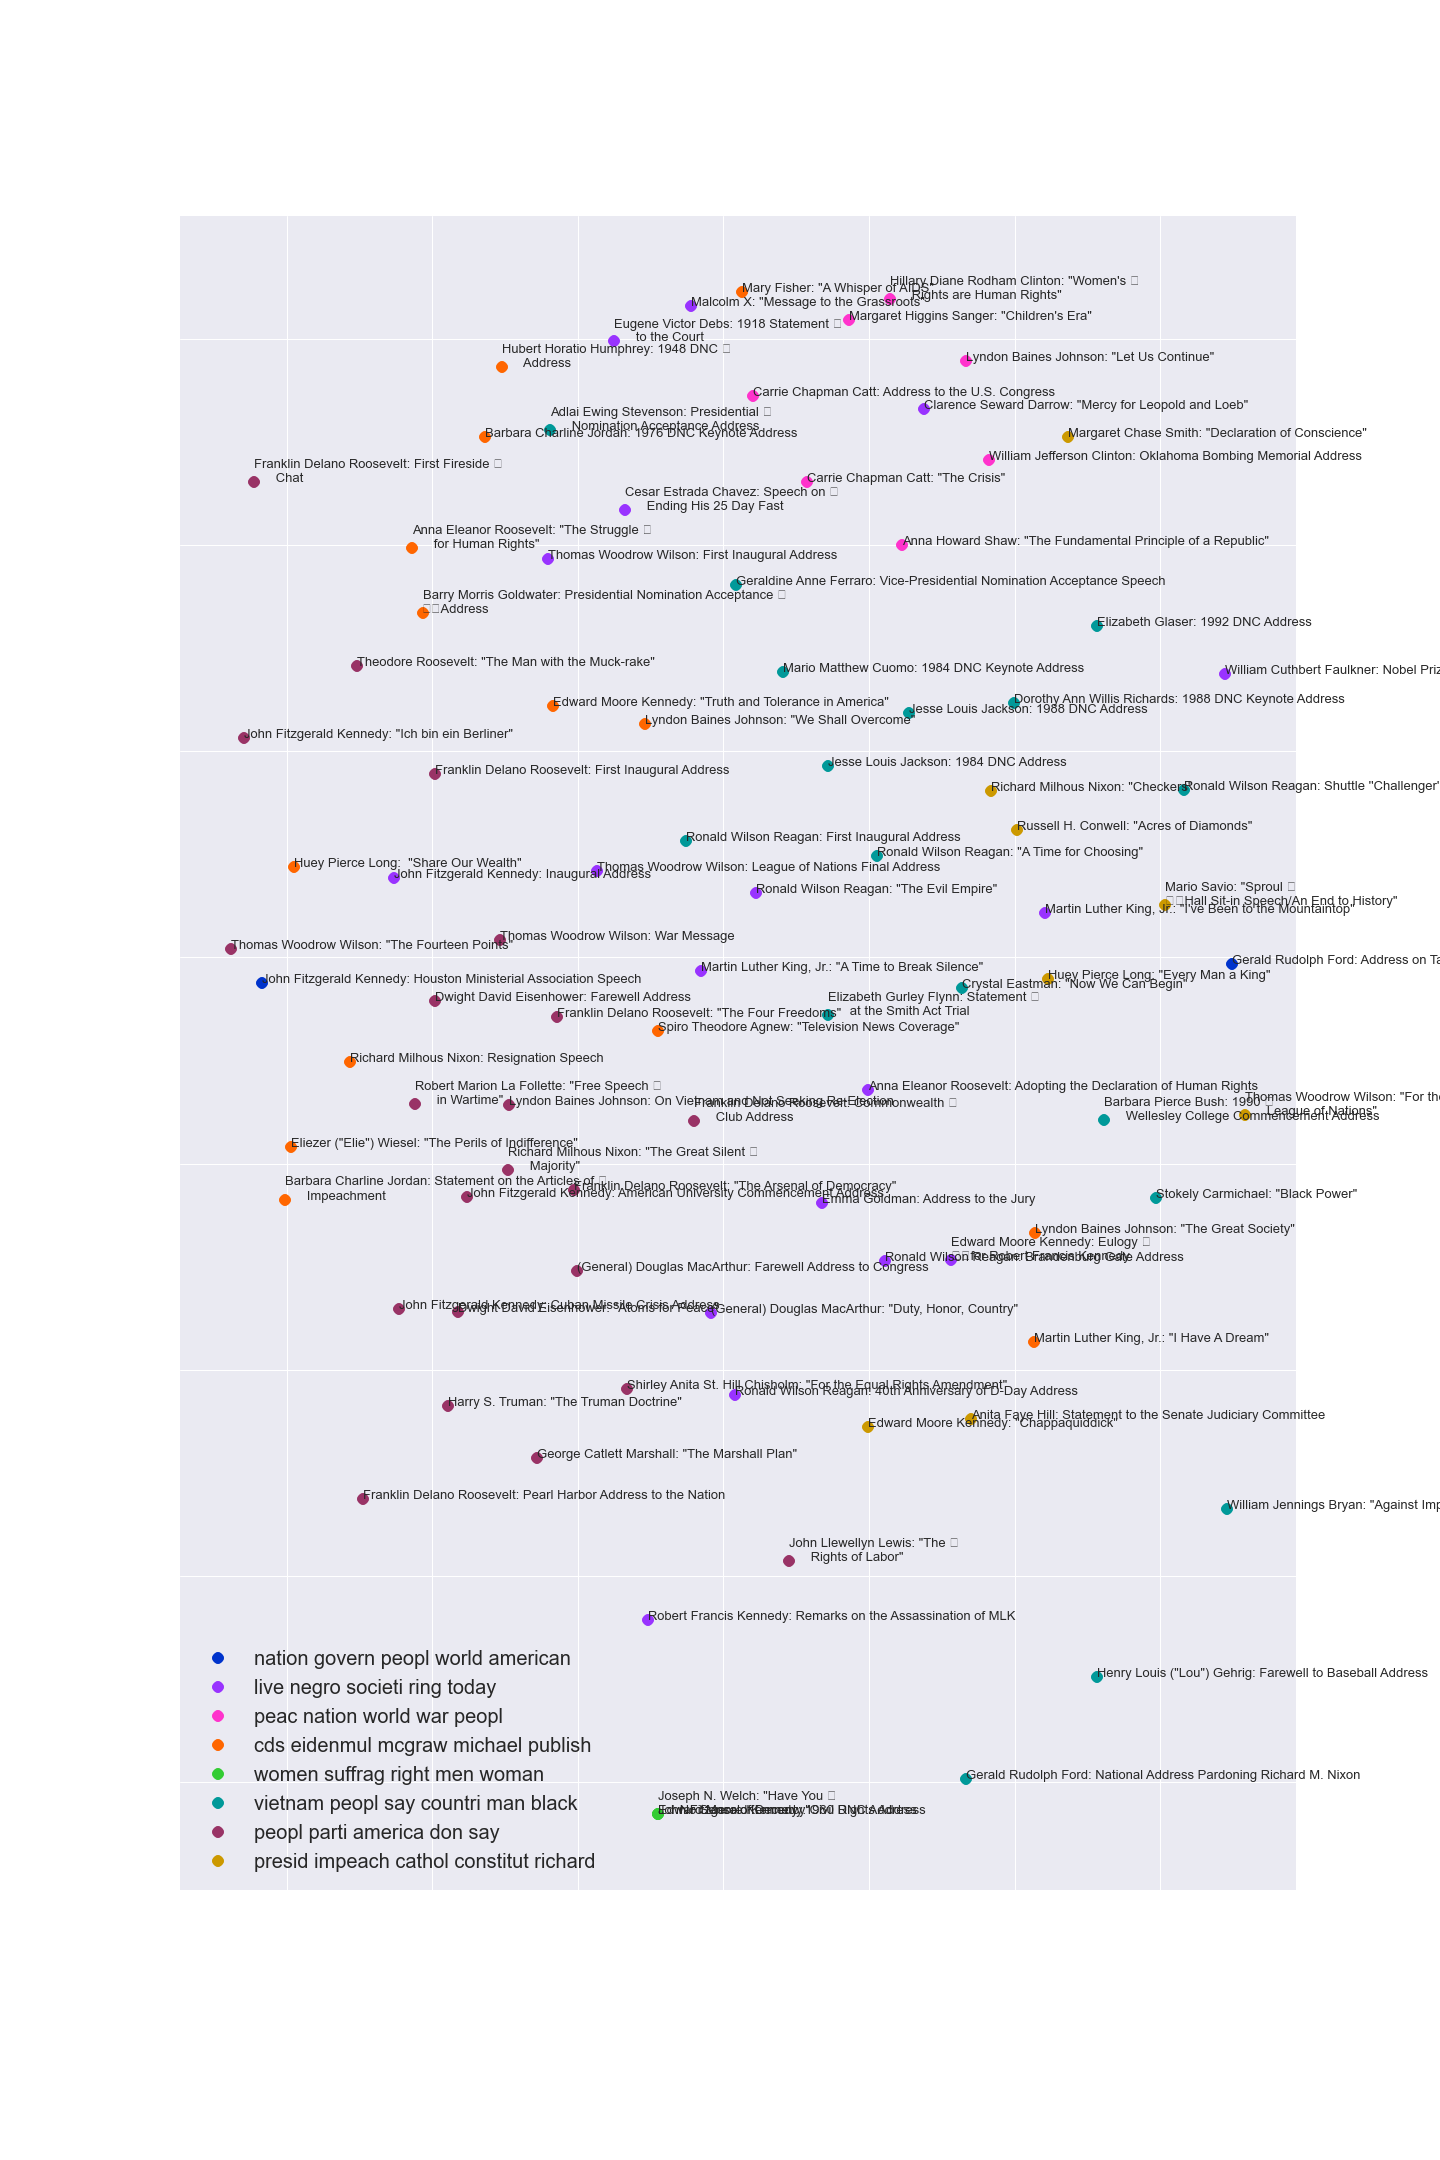 Hillary Diane Rodham Clinton: "Women's
Rights are Human Rights"
Mary Fisher: "A Whisper of AIDS"
Malcolm X: "Message to the Grassroots"
Margaret Higgins Sanger: "Children's Era"
Eugene Victor Debs: 1918 Statement
to the Court
Hubert Horatio Humphrey: 1948 DNC
Address
Lyndon Baines Johnson: "Let Us Continue"
Carrie Chapman Catt: Address to the U.S. Congress
Clarence Seward Darrow: "Mercy for Leopold and Loeb"
Adlai Ewing Stevenson: Presidential
Nomination Acceptance Address
Barbara Charline Jordan: 1976 DNC Keynote Address
Margaret Chase Smith: "Declaration of Conscience"
William Jefferson Clinton: Oklahoma Bombing Memorial Address
Franklin Delano Roosevelt: First Fireside
Chat
Carrie Chapman Catt: "The Crisis"
Cesar Estrada Chavez: Speech on
Ending His 25 Day Fast
Anna Eleanor Roosevelt: "The Struggle
for Human Rights"
Anna Howard Shaw: "The Fundamental Principle of a Republic"
Thomas Woodrow Wilson: First Inaugural Address
Geraldine Anne Ferraro: Vice-Presidential Nomination Acceptance Speech
Barry Morris Goldwater: Presidential Nomination Acceptance
Address
Elizabeth Glaser: 1992 DNC Address
Theodore Roosevelt: "The Man with the Muck-rake"
Mario Matthew Cuomo: 1984 DNC Keynote Address
William Cuthbert Faulkner: Nobel Priz
Edward Moore Kennedy: "Truth and Tolerance in America"
Dorothy Ann Willis Richards: 1988 DNC Keynote Address
Jesse Louis Jackson: 1988 DNC Address
Lyndon Baines Johnson: "We Shall Overcome"
John Fitzgerald Kennedy: "Ich bin ein Berliner"
Jesse Louis Jackson: 1984 DNC Address
Franklin Delano Roosevelt: First Inaugural Address
Richard Milhous Nixon: "Checkers"
Ronald Wilson Reagan: Shuttle "Challenger"
Russell H. Conwell: "Acres of Diamonds"
Ronald Wilson Reagan: First Inaugural Address
Ronald Wilson Reagan: "A Time for Choosing"
Huey Pierce Long:  "Share Our Wealth"
Thomas Woodrow Wilson: League of Nations Final Address
John Fitzgerald Kennedy: Inaugural Address
Ronald Wilson Reagan: "The Evil Empire"
Mario Savio: "Sproul
Hall Sit-in Speech/An End to History"
Martin Luther King, Jr.: "I've Been to the Mountaintop"
Thomas Woodrow Wilson: War Message
Thomas Woodrow Wilson: "The Fourteen Points"
Gerald Rudolph Ford: Address on Ta
Martin Luther King, Jr.: "A Time to Break Silence"
Huey Pierce Long: "Every Man a King"
John Fitzgerald Kennedy: Houston Ministerial Association Speech
Crystal Eastman: "Now We Can Begin"
Dwight David Eisenhower: Farewell Address
Elizabeth Gurley Flynn: Statement
at the Smith Act Trial
Franklin Delano Roosevelt: "The Four Freedoms"
Spiro Theodore Agnew: "Television News Coverage"
Richard Milhous Nixon: Resignation Speech
Robert Marion La Follette: "Free Speech
in Wartime"
Anna Eleanor Roosevelt: Adopting the Declaration of Human Rights
Lyndon Baines Johnson: On Vietnam and Not Seeking Re-Election
Franklin Delano Roosevelt: Commonwealth
Club Address
Barbara Pierce Bush: 1990
Wellesley College Commencement Address
Thomas Woodrow Wilson: "For the
League of Nations"
Eliezer ("Elie") Wiesel: "The Perils of Indifference"
Richard Milhous Nixon: "The Great Silent
Majority"
Barbara Charline Jordan: Statement on the Articles of
Impeachment
Franklin Delano Roosevelt: "The Arsenal of Democracy"
John Fitzgerald Kennedy: American University Commencement Address
Emma Goldman: Address to the Jury
Stokely Carmichael: "Black Power"
Lyndon Baines Johnson: "The Great Society"
Edward Moore Kennedy: Eulogy
for Robert Francis Kennedy
Ronald Wilson Reagan: Brandenburg Gate Address
(General) Douglas MacArthur: Farewell Address to Congress
John Fitzgerald Kennedy: Cuban Missile Crisis Address
Dwight David Eisenhower: "Atoms for Peace"
(General) Douglas MacArthur: "Duty, Honor, Country"
Martin Luther King, Jr.: "I Have A Dream"
Shirley Anita St. Hill Chisholm: "For the Equal Rights Amendment"
Ronald Wilson Reagan: 40th Anniversary of D-Day Address
Harry S. Truman: "The Truman Doctrine"
Anita Faye Hill: Statement to the Senate Judiciary Committee
Edward Moore Kennedy: "Chappaquiddick"
George Catlett Marshall: "The Marshall Plan"
Franklin Delano Roosevelt: Pearl Harbor Address to the Nation
William Jennings Bryan: "Against Imp
John Llewellyn Lewis: "The
Rights of Labor"
Robert Francis Kennedy: Remarks on the Assassination of MLK
Henry Louis ("Lou") Gehrig: Farewell to Baseball Address
Gerald Rudolph Ford: National Address Pardoning Richard M. Nixon
Joseph N. Welch: "Have You
nation govern peopl world american
live negro societi ring today
peac nation world war peopl
cds eidenmul mcgraw michael publish
women suffrag right men woman
vietnam peopl say countri man black
peopl parti america don say
presid impeach cathol constitut richard